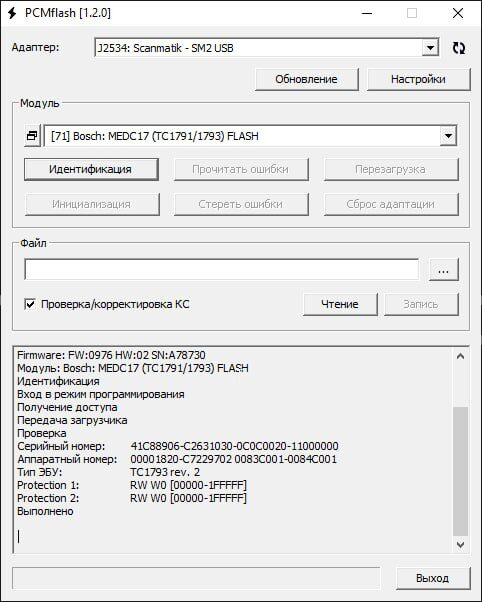 PCMflash [1.2.0]
Адаптер: J2534: Scanmatik - SM2 USB
Обновление Настройки
Модуль
[71] Bosch: MEDC17 (TC1791/1793) FLASH
Идентификация Прочитать ошибки Перезагрузка
Инициализация Стереть ошибки Сброс адаптации
Файл
...
Проверка/корректировка КС Чтение Запись
Firmware: FW:0976 HW:02 SN:A78730
Модуль: Bosch: MEDC17 (TC1791/1793) FLASH
Идентификация
Вход в режим программирования
Получение доступа
Передача загрузчика
Проверка
Серийный номер: 41C88906-C2631030-0C0C0020-11000000
Аппаратный номер: 00001820-C7229702 0083C001-0084C001
Тип ЭБУ: TC1793 rev. 2
Protection 1: RW W0 [00000-1FFFFF]
Protection 2: RW W0 [00000-1FFFFF]
Выполнено
Выход